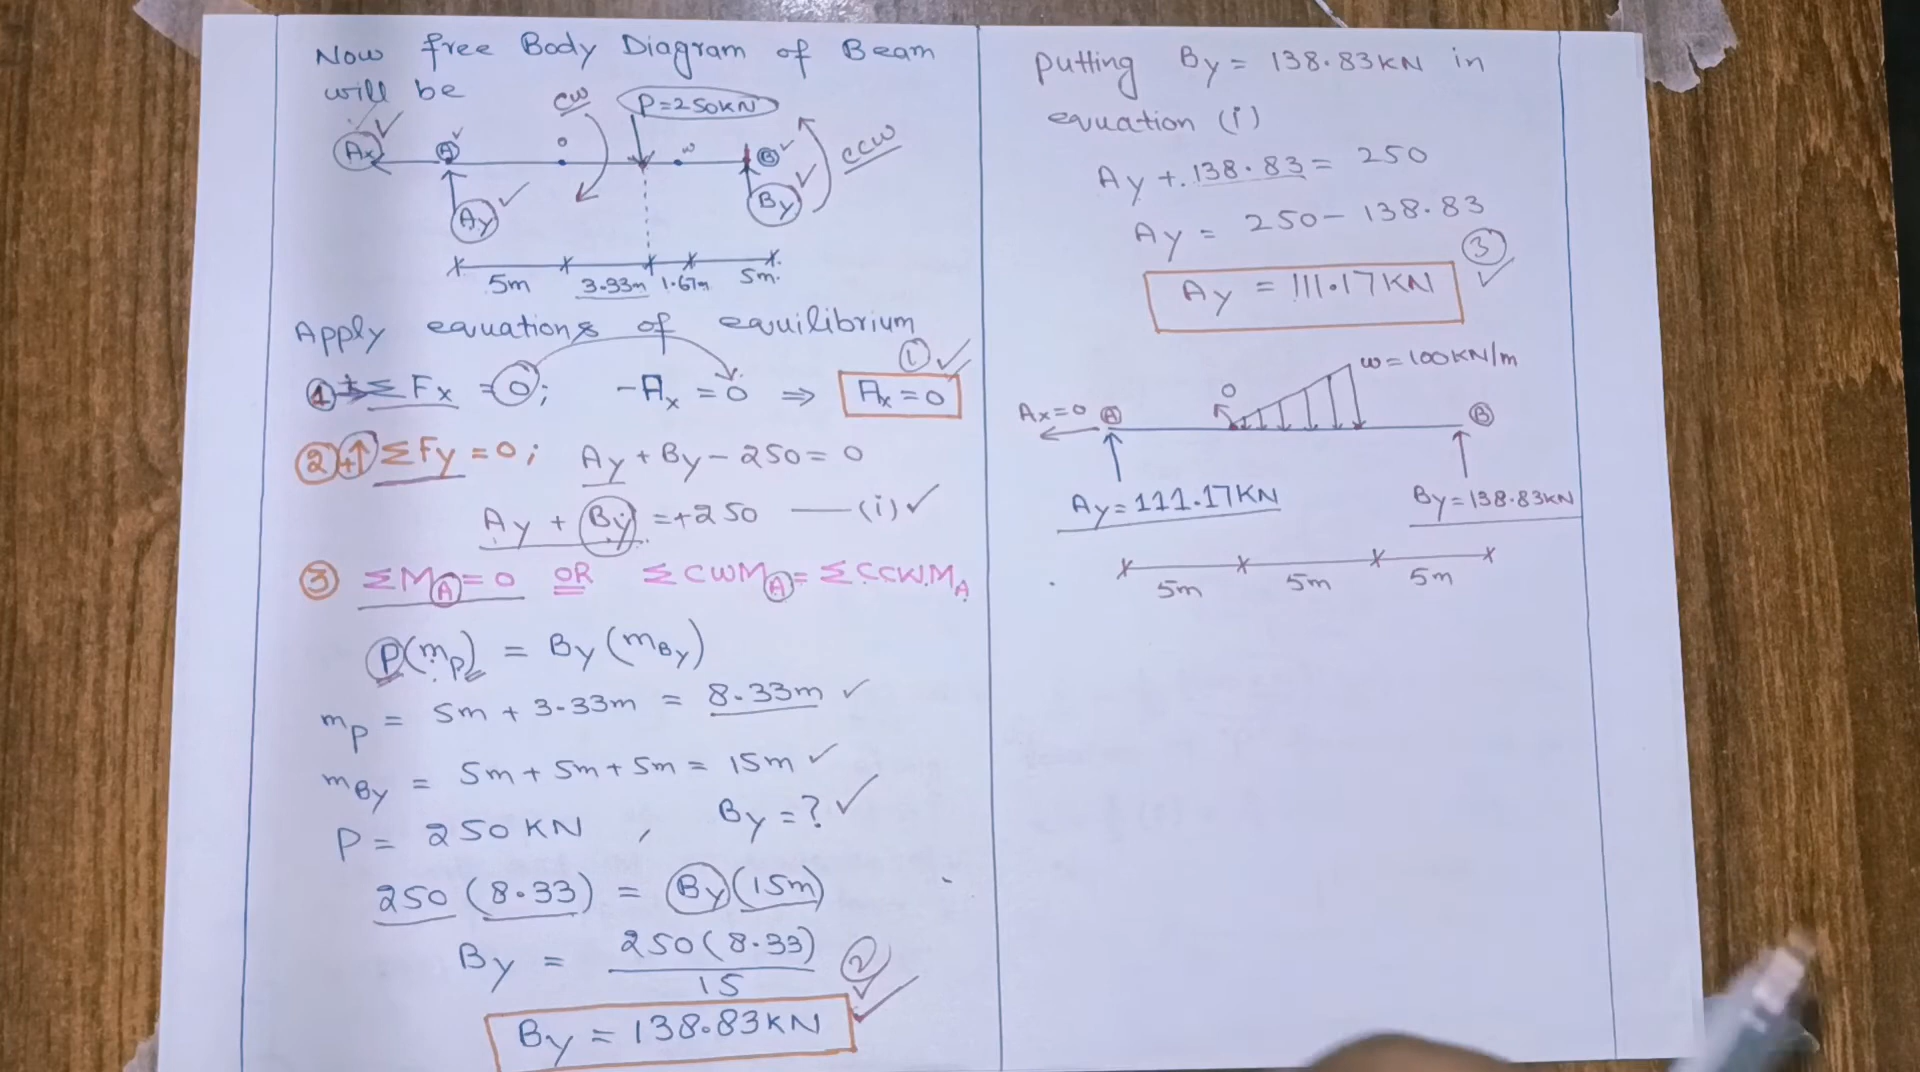 Now free Body Diagram of Beam
will be
CW
P=250KN
CCW
Ax
A
o
w
B
Ay
By
5m
3.33m
1.67m
5m.
Apply equations of equilibrium
1 + ΣFx = 0; -Ax = 0 ⇒ Ax = 0 1
2 +↑ ΣFy = 0; Ay + By - 250 = 0
Ay + By = +250 —(i)
3 ΣMA = 0 OR ΣCWMA = ΣCCW.MA
P(mp) = By(mBy)
mp = 5m + 3.33m = 8.33m
mBy = 5m + 5m + 5m = 15m
P = 250KN , By = ?
250(8.33) = By(15m)
By = 250(8.33)
15
2
By = 138.83KN
Putting By = 138.83KN in
equation (i)
Ay + 138.83 = 250
Ay = 250 - 138.83
3
Ay = 111.17KN
w = 100KN/m
o
Ax=0 A
B
Ay = 111.17KN
By = 138.83KN
5m
5m
5m